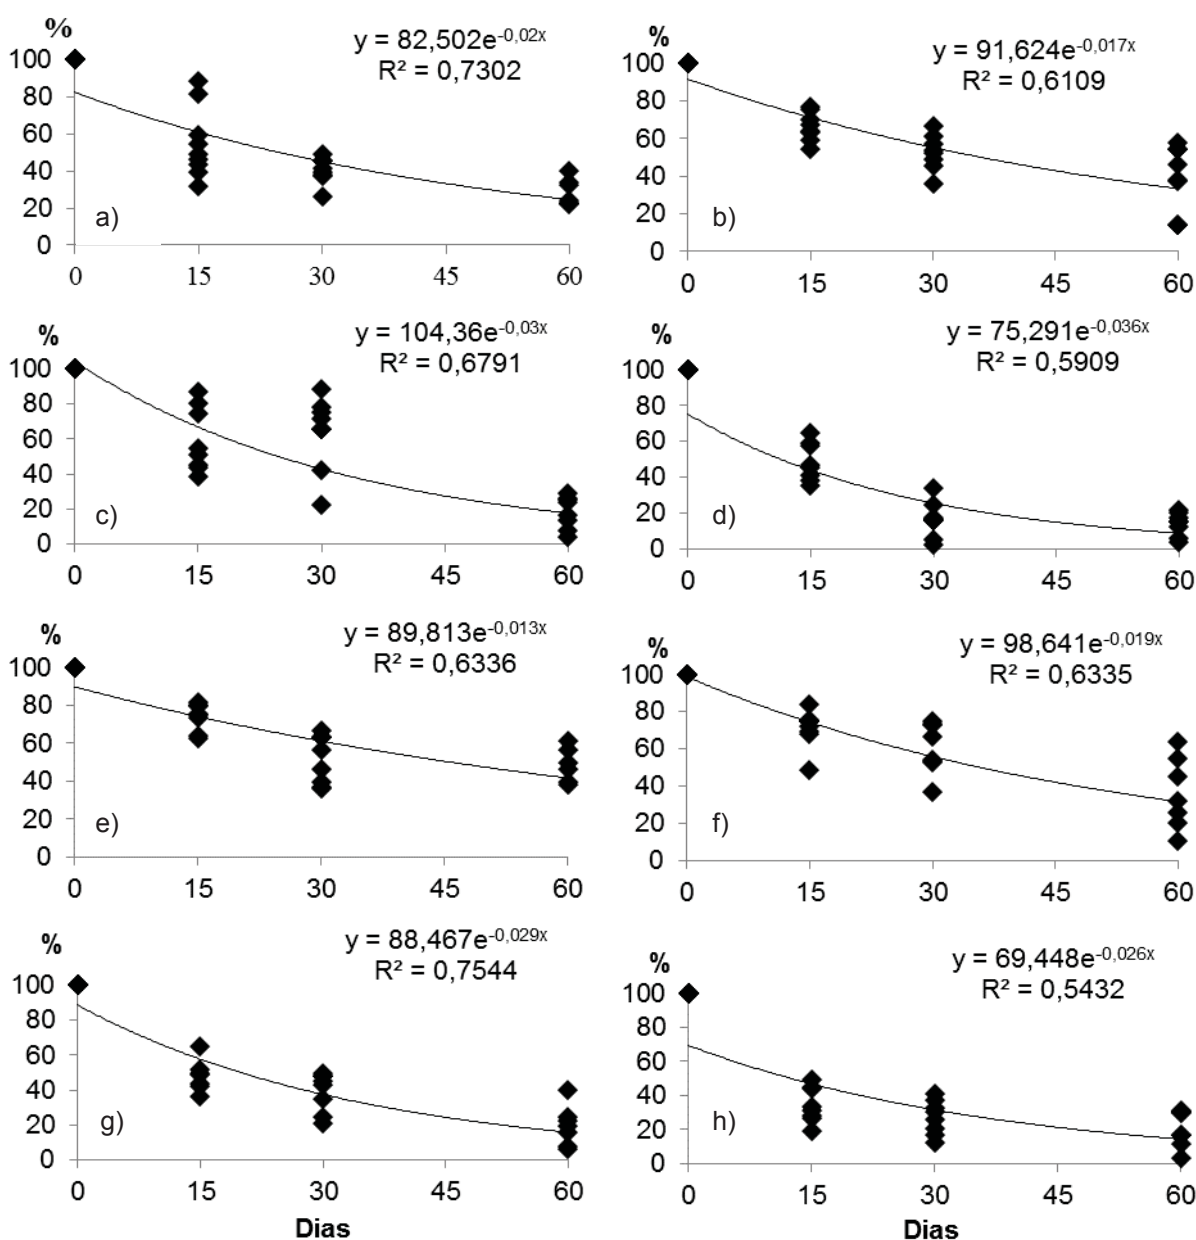 %
y = 82,502e^-0,02x
R² = 0,7302
100
80
60
40
20
0
a)
0 15 30 45 60
%
y = 91,624e^-0,017x
R² = 0,6109
100
80
60
40
20
0
b)
0 15 30 45 60
%
y = 104,36e^-0,03x
R² = 0,6791
100
80
60
40
20
0
c)
0 15 30 45 60
%
y = 75,291e^-0,036x
R² = 0,5909
100
80
60
40
20
0
d)
0 15 30 45 60
%
y = 89,813e^-0,013x
R² = 0,6336
100
80
60
40
20
0
e)
0 15 30 45 60
%
y = 98,641e^-0,019x
R² = 0,6335
100
80
60
40
20
0
f)
0 15 30 45 60
%
y = 88,467e^-0,029x
R² = 0,7544
100
80
60
40
20
0
g)
0 15 30 45 60
Dias
%
y = 69,448e^-0,026x
R² = 0,5432
100
80
60
40
20
0
h)
0 15 30 45 60
Dias